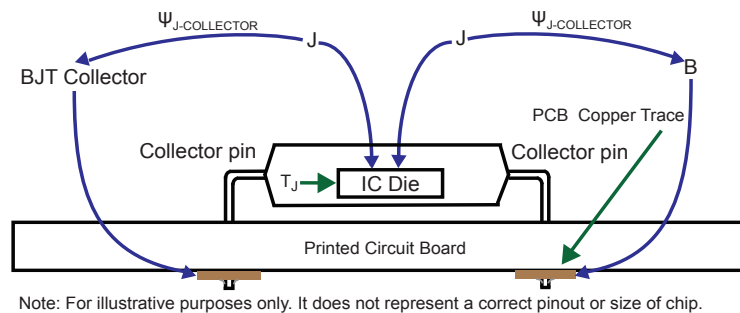 ΨJ-COLLECTOR
ΨJ-COLLECTOR
J
J
B
BJT Collector
PCB Copper Trace
Collector pin
Collector pin
TJ
IC Die
Printed Circuit Board
Note: For illustrative purposes only. It does not represent a correct pinout or size of chip.